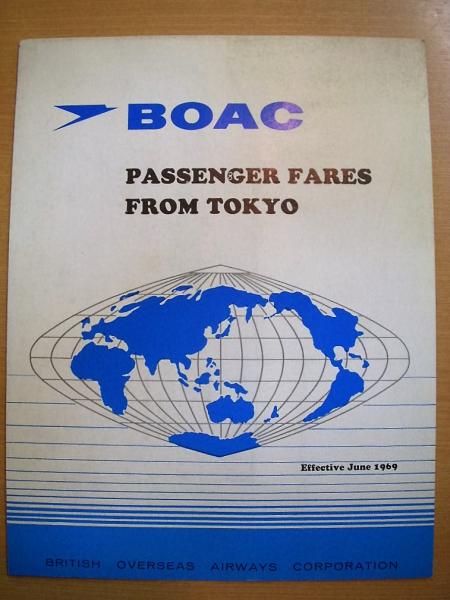 BOAC
PASSENGER FARES
FROM TOKYO
Effective June 1969
BRITISH OVERSEAS AIRWAYS CORPORATION